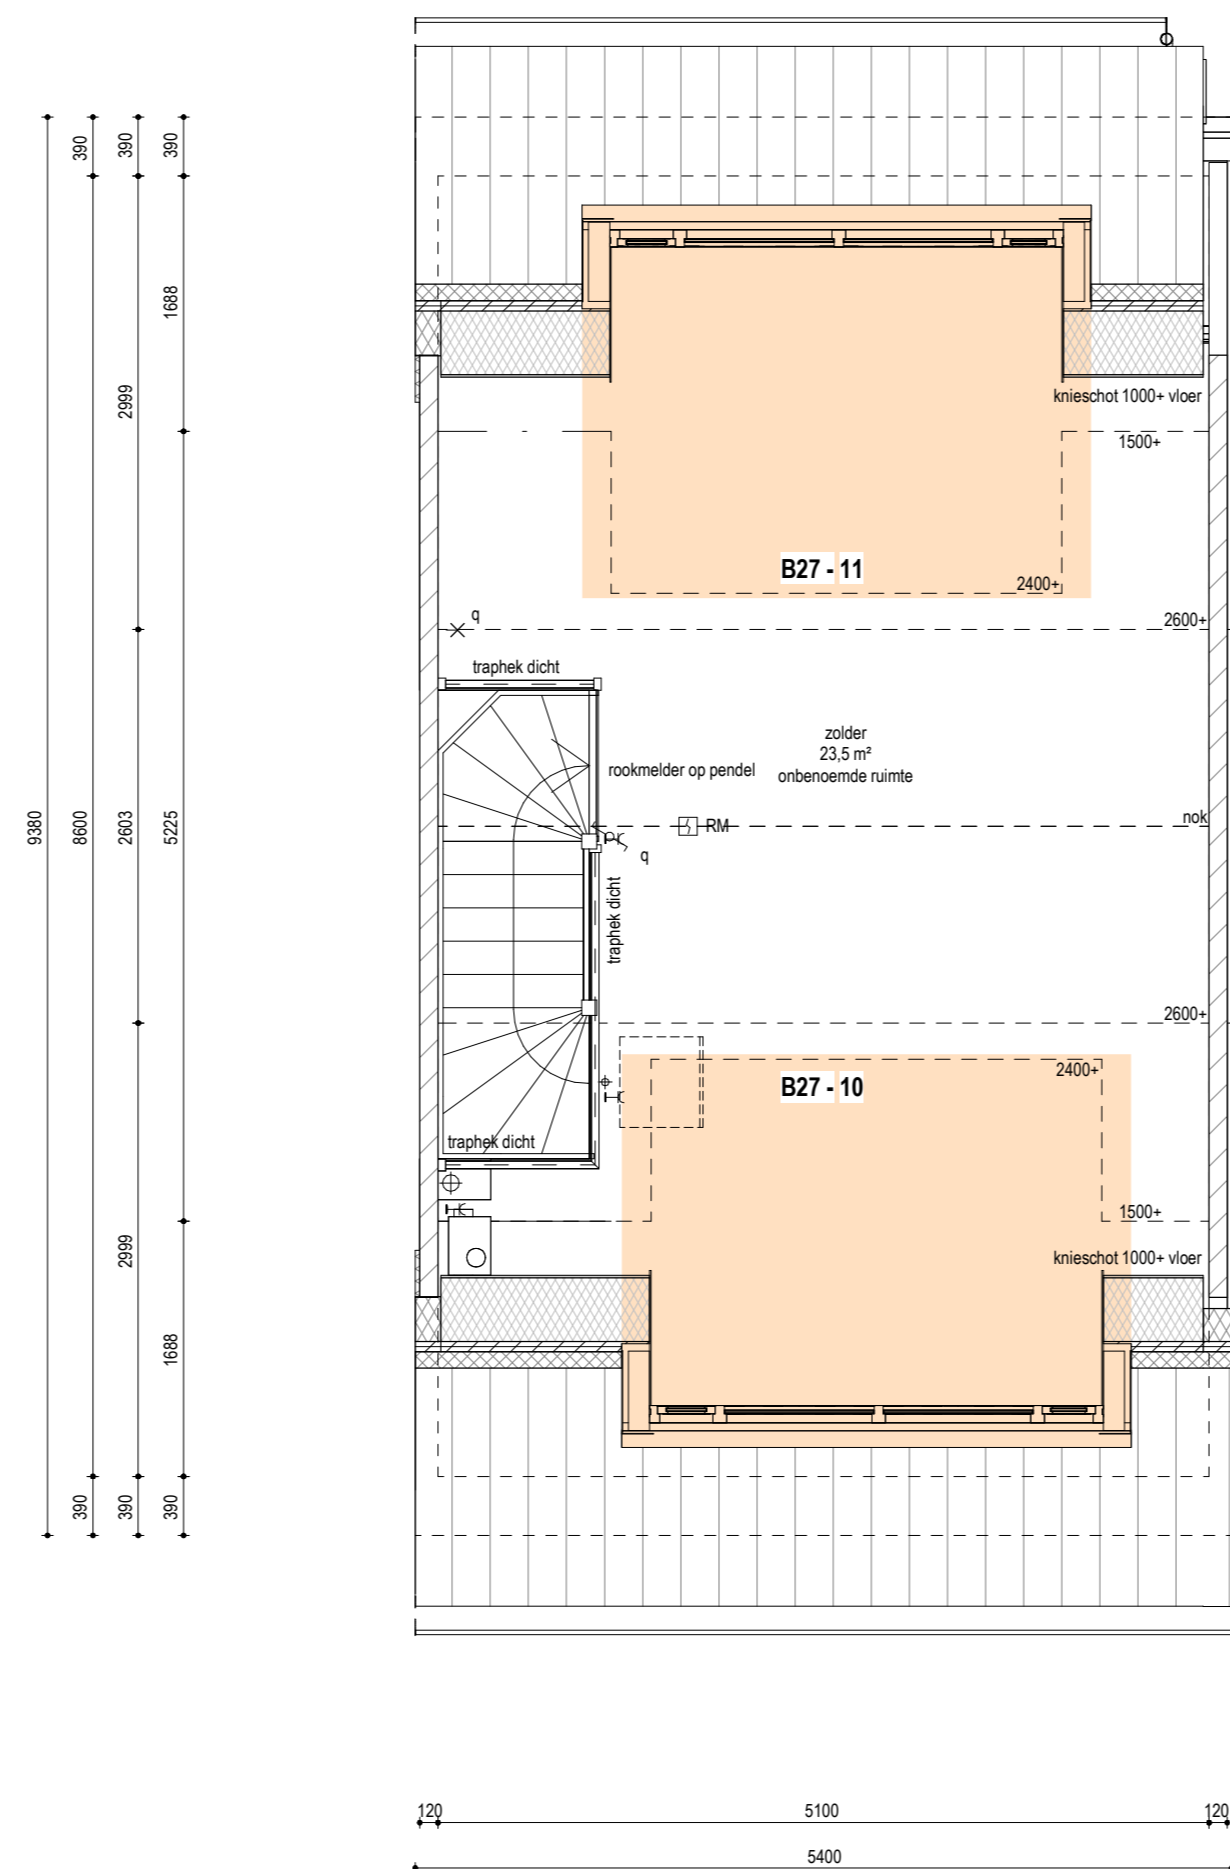 390
390
390
1688
2999
knieschot 1000+ vloer
1500+
B27 - 11
2400+
q
2600+
traphek dicht
zolder
23,5 m²
onbenoemde ruimte
rookmelder op pendel
9380
8600
2603
5225
RM
nok
q
traphek dicht
2600+
2400+
B27 - 10
traphek dicht
1500+
2999
knieschot 1000+ vloer
1688
390
390
390
120
5100
120
5400